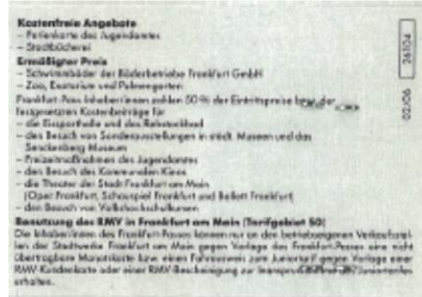 Kostenfreie Angebote
– Ferienkarte des Jugendamtes
– Stadtbücherei
Ermäßigter Preis
– Schwimmbäder der Bäderbetriebe Frankfurt GmbH
– Zoo, Exotarium und Palmengarten
Frankfurt-Pass-Inhaber/innen zahlen 50 % der Eintrittspreise bzw. der
festgesetzten Kostenbeiträge für
– die Eissporthalle und das Rebstockbad
– den Besuch von Sonderausstellungen in städt. Museen und das
Senckenberg Museum
– Freizeitmaßnahmen des Jugendamtes
– den Besuch des Kommunalen Kinos
– die Theater der Stadt Frankfurt am Main
(Oper Frankfurt, Schauspiel Frankfurt und Ballett Frankfurt)
– den Besuch von Volkshochschulkursen
Benutzung des RMV in Frankfurt am Main (Tarifgebiet 50)
Die Inhaber/innen des Frankfurt-Passes können nur an den betriebseigenen Verkaufsstel-
len der Stadtwerke Frankfurt am Main gegen Vorlage des Frankfurt-Passes eine nicht
übertragbare Monatskarte bzw. einen Fahrausweis zum Juniortarif gegen Vorlage einer
RMV-Kundenkarte oder einer RMV-Bescheinigung zur
erhalten.
26T04
02/06